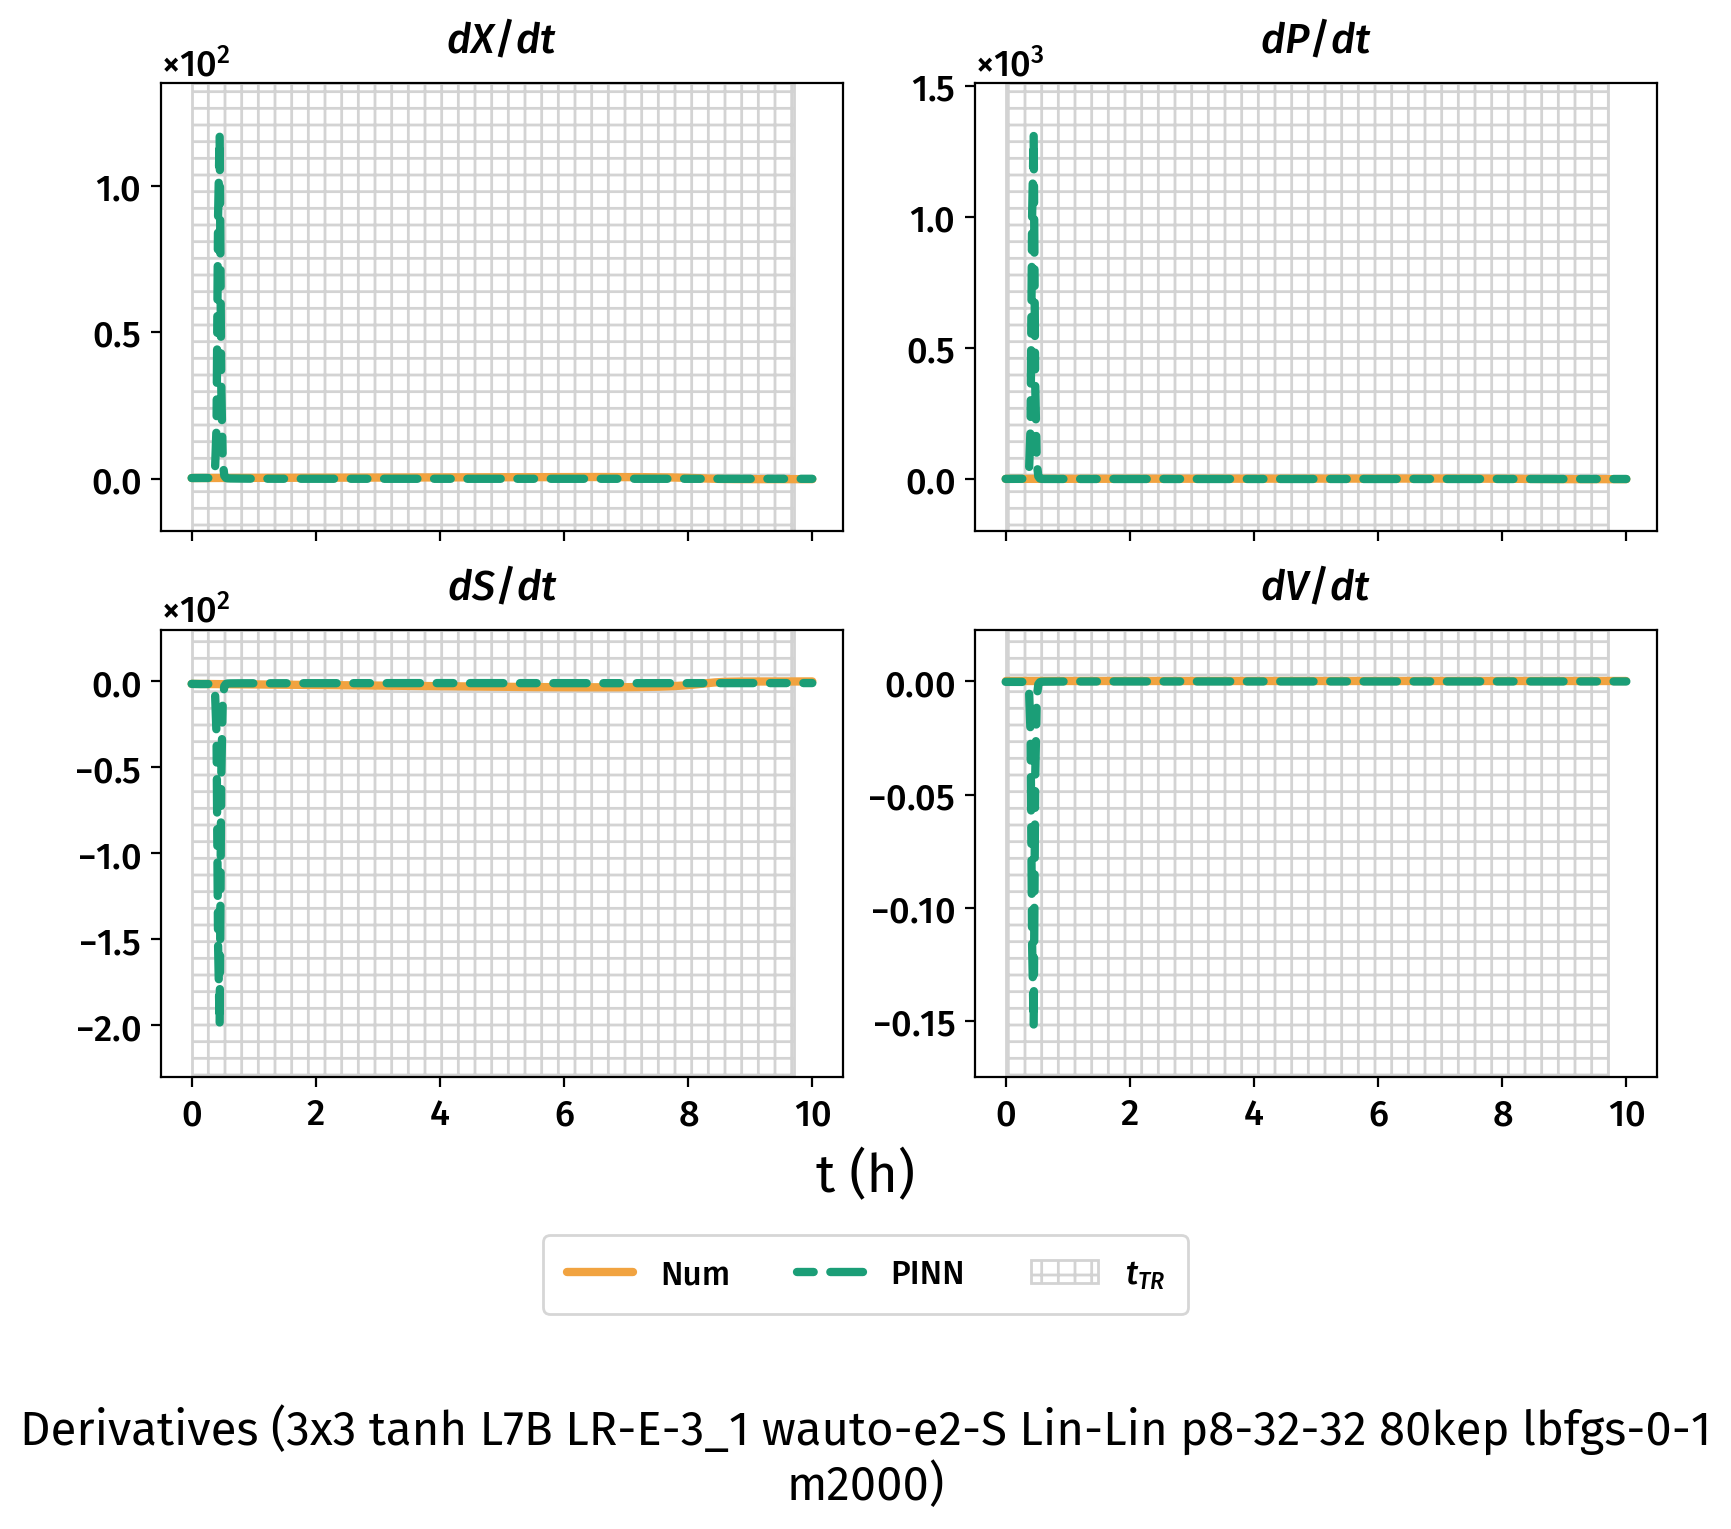 dX/dt
×10²
1.0
0.5
0.0
dP/dt
×10³
1.5
1.0
0.5
0.0
dS/dt
×10²
0.0
−0.5
−1.0
−1.5
−2.0
0 2 4 6 8 10
dV/dt
0.00
−0.05
−0.10
−0.15
0 2 4 6 8 10
t (h)
Num PINN tTR
Derivatives (3x3 tanh L7B LR-E-3_1 wauto-e2-S Lin-Lin p8-32-32 80kep lbfgs-0-1
m2000)